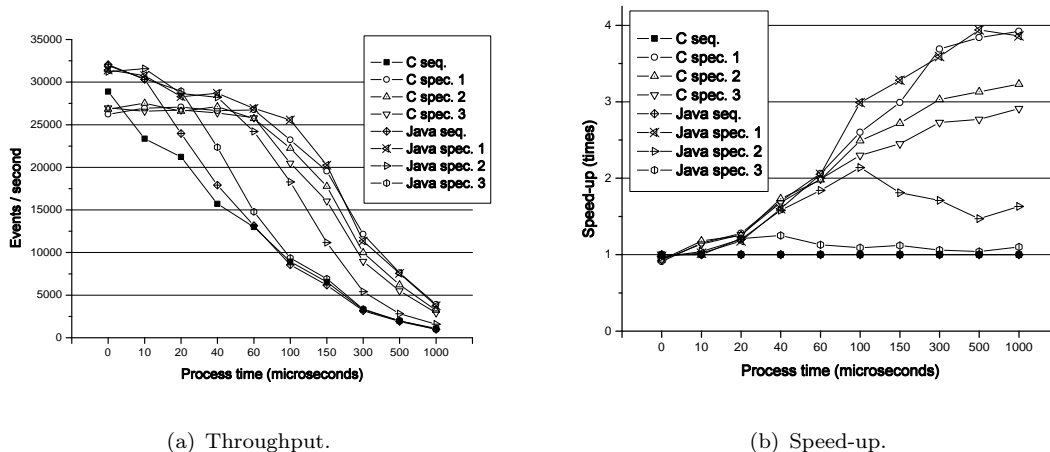 35000
30000
25000
20000
15000
10000
5000
0
Events / second
0 10 20 40 60 100 150 300 500 1000
Process time (microseconds)
C seq.
C spec. 1
C spec. 2
C spec. 3
Java seq.
Java spec. 1
Java spec. 2
Java spec. 3
(a) Throughput.
4
3
2
1
0
Speed-up (times)
0 10 20 40 60 100 150 300 500 1000
Process time (microseconds)
C seq.
C spec. 1
C spec. 2
C spec. 3
Java seq.
Java spec. 1
Java spec. 2
Java spec. 3
(b) Speed-up.